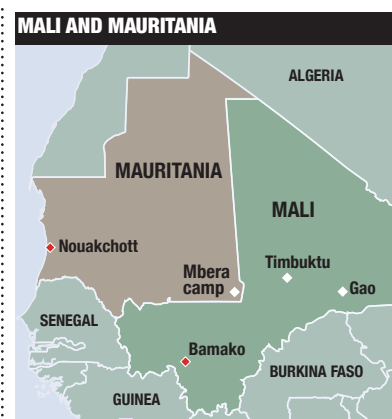 MALI AND MAURITANIA
ALGERIA
MAURITANIA
MALI
Nouakchott
Timbuktu
Mbera
camp
Gao
SENEGAL
Bamako
BURKINA FASO
GUINEA